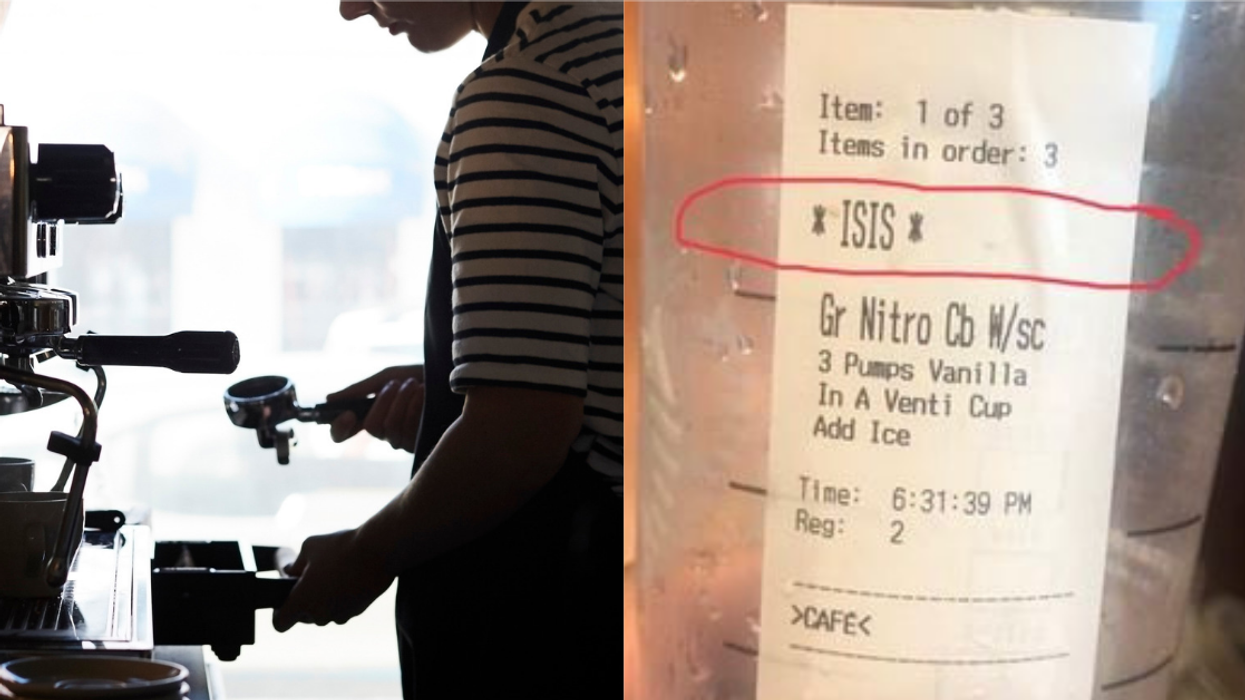 Item: 1 of 3
Items in order: 3
* ISIS *
Gr Nitro Cb W/sc
3 Pumps Vanilla
In A Venti Cup
Add Ice
Time: 6:31:39 PM
Reg: 2
>CAFE<